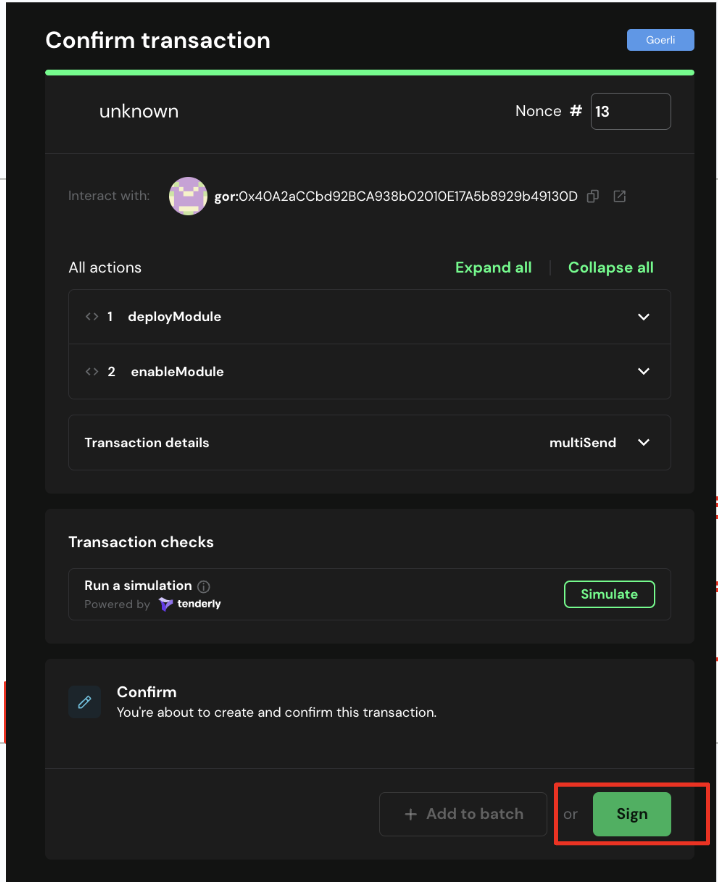 Confirm transaction
Goerli
unknown
Nonce # 13
Interact with: gor:0x40A2aCCbd92BCA938b02010E17A5b8929b49130D
All actions Expand all Collapse all
1 deployModule
2 enableModule
Transaction details multiSend
Transaction checks
Run a simulation
Powered by tenderly
Simulate
Confirm
You're about to create and confirm this transaction.
+ Add to batch or Sign